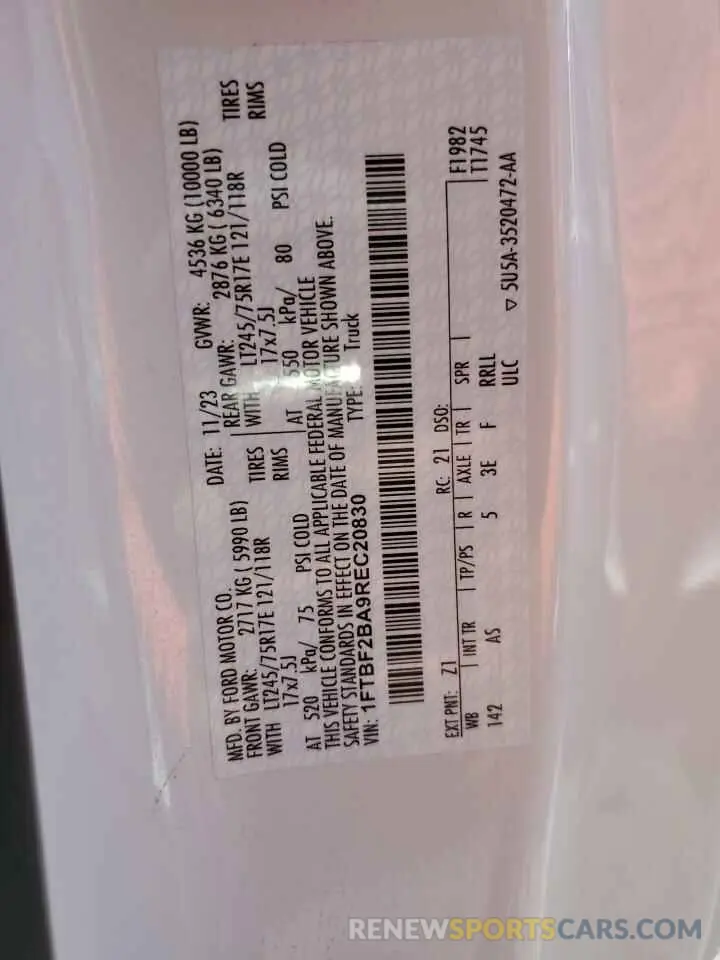 MFD. BY FORD MOTOR CO.
DATE: 11/23 GVWR: 4536 KG (10000 LB)
FRONT GAWR: 2717 KG ( 5990 LB) REAR GAWR: 2876 KG ( 6340 LB)
WITH LT245/75R17E 121/118R TIRES WITH LT245/75R17E 121/118R TIRES
17x7.5J RIMS 17x7.5J RIMS
AT 520 kPa/ 75 PSI COLD AT 550 kPa/ 80 PSI COLD
THIS VEHICLE CONFORMS TO ALL APPLICABLE FEDERAL MOTOR VEHICLE
SAFETY STANDARDS IN EFFECT ON THE DATE OF MANUFACTURE SHOWN ABOVE.
VIN: 1FTBF2BA9REC20830 TYPE: Truck
EXT PNT: Z1 RC: 21 DSO: F1982
WB INT TR TP/PS R AXLE TR SPR T1745
142 AS 5 3E F RRLL
ULC ▽ 5U5A-3520472-AA
RENEWSPORTSCARS.COM